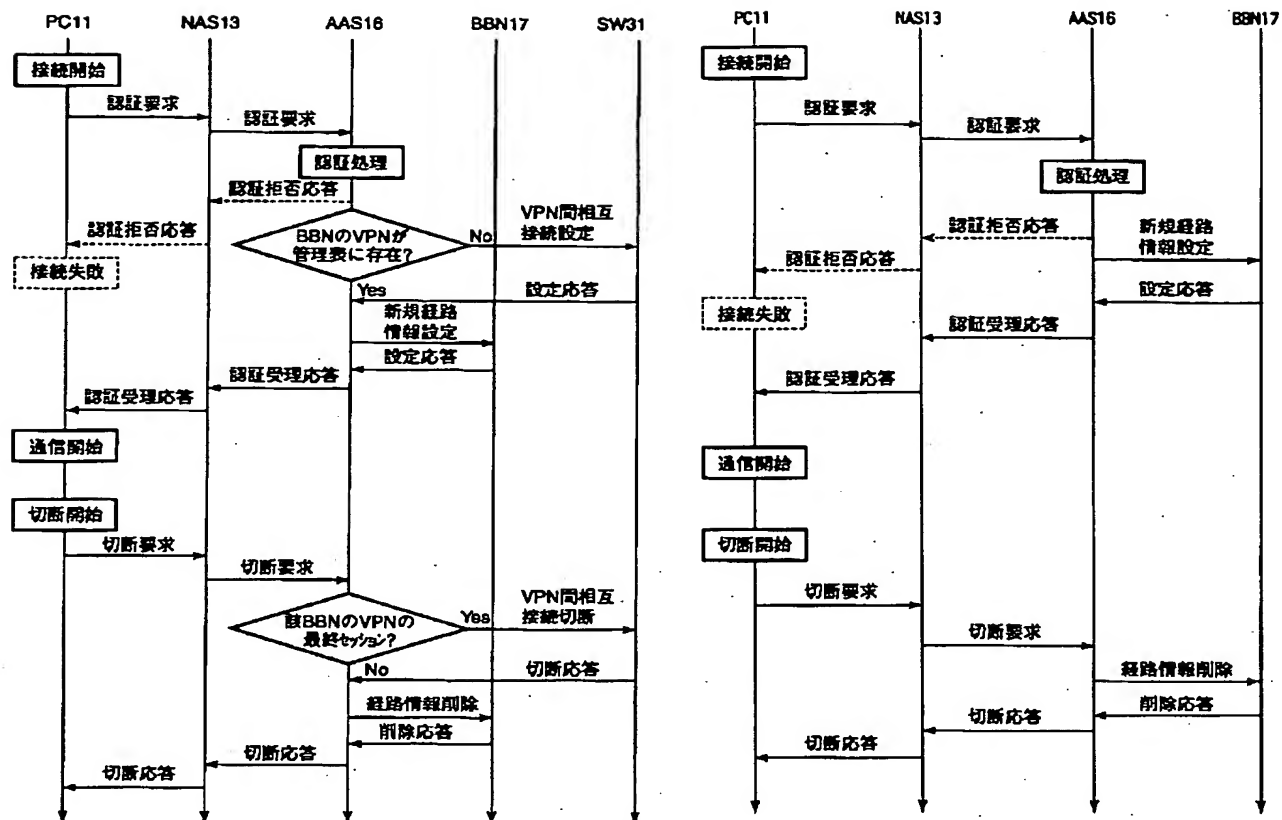 PC11
NAS13
AAS16
BBN17
SW31
接続開始
認証要求
認証要求
認証処理
認証拒否応答
認証拒否応答
BBNのVPNが
管理表に存在?
No
VPN間相互
接続設定
接続失敗
Yes
設定応答
新規経路
情報設定
設定応答
認証受理応答
認証受理応答
通信開始
切断開始
切断要求
切断要求
該BBNのVPNの
最終セッション?
Yes
VPN間相互
接続切断
No
切断応答
経路情報削除
削除応答
切断応答
切断応答
PC11
NAS13
AAS16
BBN17
接続開始
認証要求
認証要求
認証処理
認証拒否応答
新規経路
情報設定
認証拒否応答
設定応答
接続失敗
認証受理応答
認証受理応答
通信開始
切断開始
切断要求
切断要求
経路情報削除
削除応答
切断応答
切断応答